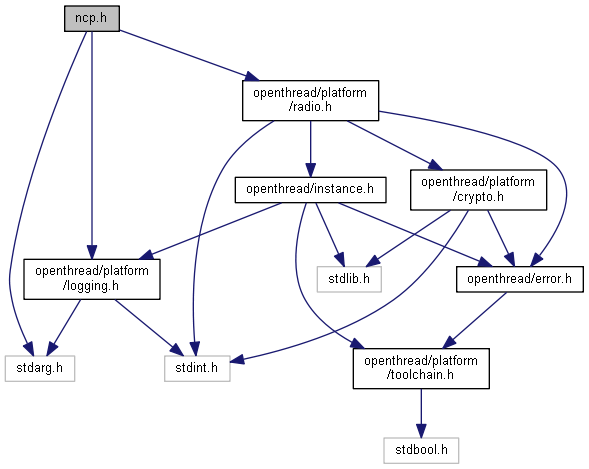 ncp.h
openthread/platform
/radio.h
openthread/instance.h
openthread/platform
/crypto.h
openthread/platform
/logging.h
stdlib.h
openthread/error.h
stdarg.h
stdint.h
openthread/platform
/toolchain.h
stdbool.h